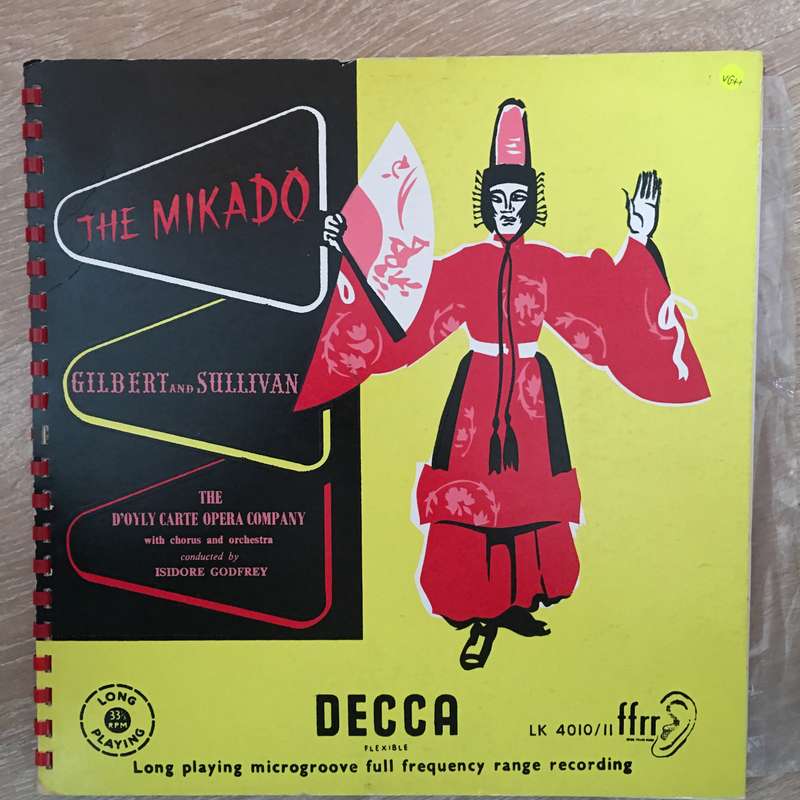 VG++
THE MIKADO
GILBERT AND SULLIVAN
THE
D'OYLY CARTE OPERA COMPANY
with chorus and orchestra
conducted by
ISIDORE GODFREY
LONG
33⅓
RPM
PLAYING
DECCA
FLEXIBLE
LK 4010/11 ffrr
Long playing microgroove full frequency range recording